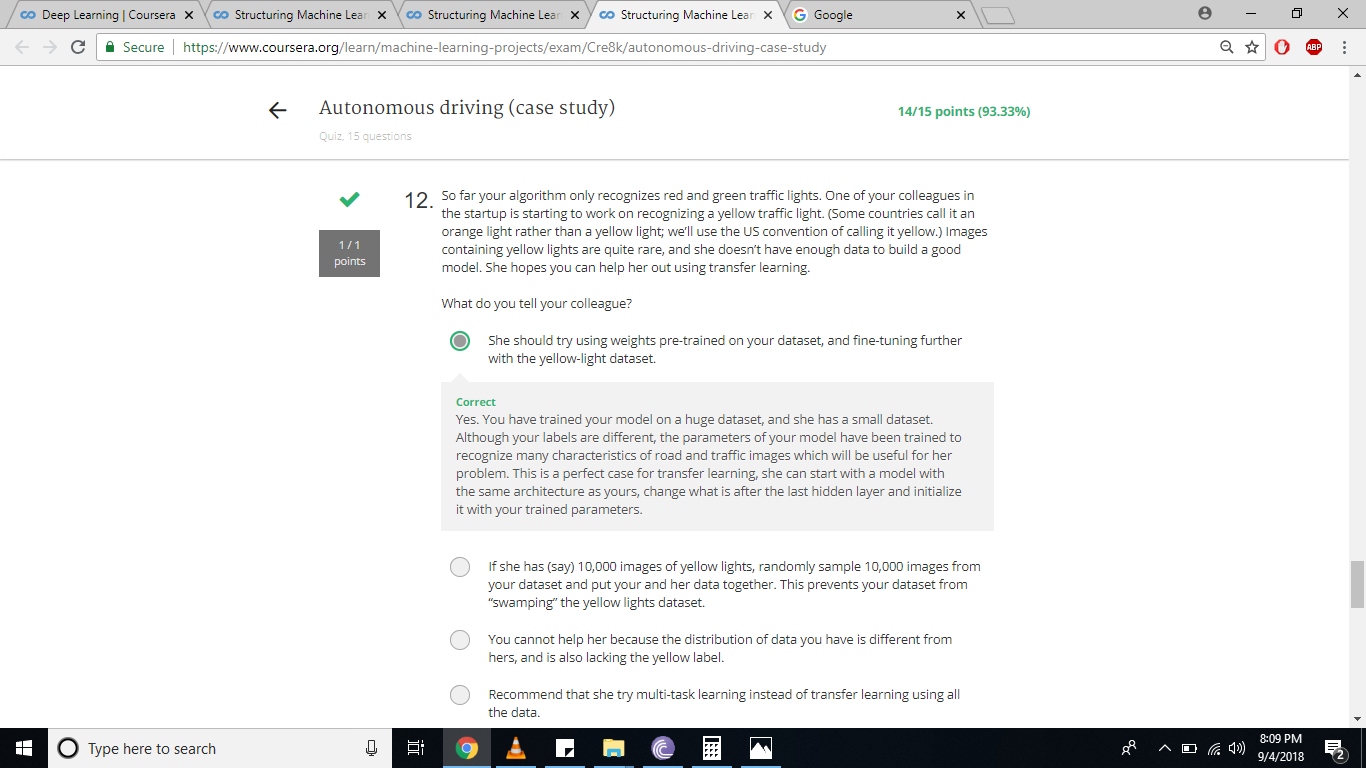 Deep Learning | Coursera
Structuring Machine Lear
Structuring Machine Lear
Structuring Machine Lear
Google
Secure
https://www.coursera.org/learn/machine-learning-projects/exam/Cre8k/autonomous-driving-case-study
ABP
Autonomous driving (case study)
14/15 points (93.33%)
Quiz, 15 questions
1 / 1
points
12.
So far your algorithm only recognizes red and green traffic lights. One of your colleagues in
the startup is starting to work on recognizing a yellow traffic light. (Some countries call it an
orange light rather than a yellow light; we'll use the US convention of calling it yellow.) Images
containing yellow lights are quite rare, and she doesn't have enough data to build a good
model. She hopes you can help her out using transfer learning.
What do you tell your colleague?
She should try using weights pre-trained on your dataset, and fine-tuning further
with the yellow-light dataset.
Correct
Yes. You have trained your model on a huge dataset, and she has a small dataset.
Although your labels are different, the parameters of your model have been trained to
recognize many characteristics of road and traffic images which will be useful for her
problem. This is a perfect case for transfer learning, she can start with a model with
the same architecture as yours, change what is after the last hidden layer and initialize
it with your trained parameters.
If she has (say) 10,000 images of yellow lights, randomly sample 10,000 images from
your dataset and put your and her data together. This prevents your dataset from
“swamping” the yellow lights dataset.
You cannot help her because the distribution of data you have is different from
hers, and is also lacking the yellow label.
Recommend that she try multi-task learning instead of transfer learning using all
the data.
Type here to search
8:09 PM
9/4/2018
2